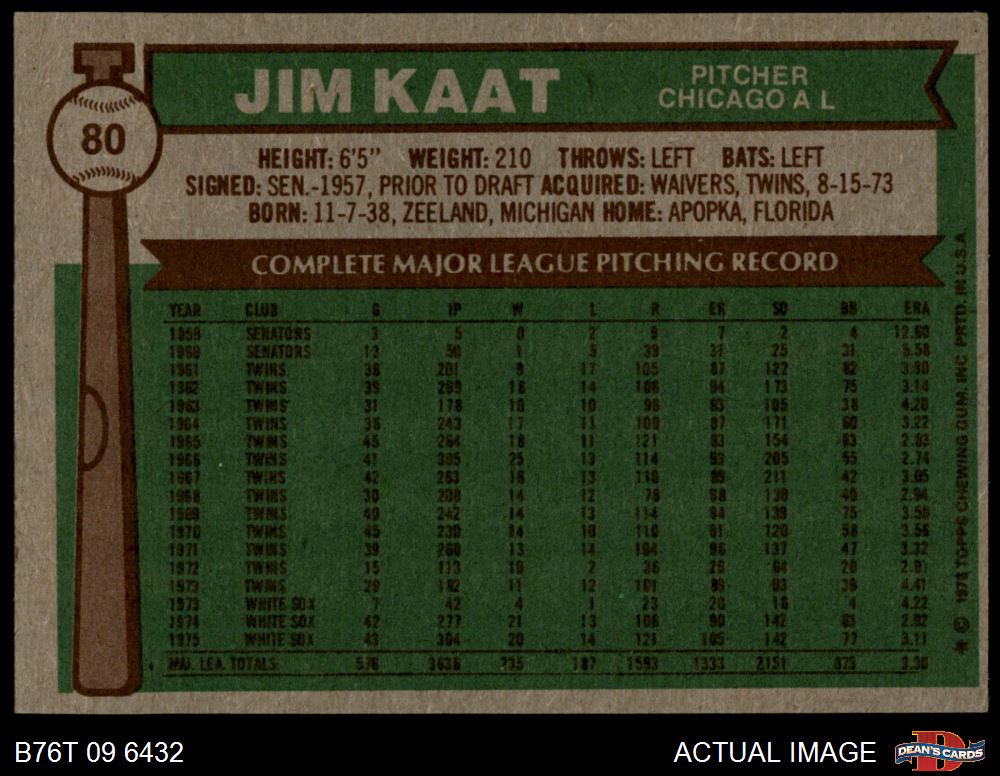 JIM KAAT
PITCHER
CHICAGO A L
80
HEIGHT: 6'5" WEIGHT: 210 THROWS: LEFT BATS: LEFT
SIGNED: SEN.-1957, PRIOR TO DRAFT ACQUIRED: WAIVERS, TWINS, 8-15-73
BORN: 11-7-38, ZEELAND, MICHIGAN HOME: APOPKA, FLORIDA
COMPLETE MAJOR LEAGUE PITCHING RECORD
YEAR CLUB G IP W L R ER SO BB ERA
1959 SENATORS 3 5 0 2 9 7 2 4 12.60
1960 SENATORS 13 50 1 5 39 31 25 31 5.58
1961 TWINS 36 201 9 17 105 87 122 82 3.90
1962 TWINS 39 269 18 14 106 94 173 75 3.14
1963 TWINS 31 178 10 10 96 83 105 38 4.20
1964 TWINS 36 243 17 11 100 87 171 60 3.22
1965 TWINS 45 264 18 11 121 83 154 63 2.83
1966 TWINS 41 305 25 13 114 93 205 55 2.74
1967 TWINS 42 263 16 13 110 89 211 42 3.05
1968 TWINS 30 208 14 12 78 68 130 40 2.94
1969 TWINS 40 242 14 13 114 94 139 75 3.50
1970 TWINS 45 230 14 10 110 91 120 58 3.56
1971 TWINS 39 260 13 14 104 96 137 47 3.32
1972 TWINS 15 113 10 2 36 26 64 20
1973 TWINS 29 182 11 12 101 89 93 39 4.41
1973 WHITE SOX 7 42 4 1 23 20 16 4 4.22
1974 WHITE SOX 42 277 21 13 106 90 142 63 2.92
1975 WHITE SOX 43 304 20 14 121 105 142 77 3.11
MAJ. LEA. TOTALS 576 3636 235 187 1593 1333 2151 873 3.30
* © 1976 TOPPS CHEWING GUM, INC. PRTD. IN U.S.A.
B76T 09 6432 ACTUAL IMAGE DEAN'S CARDS